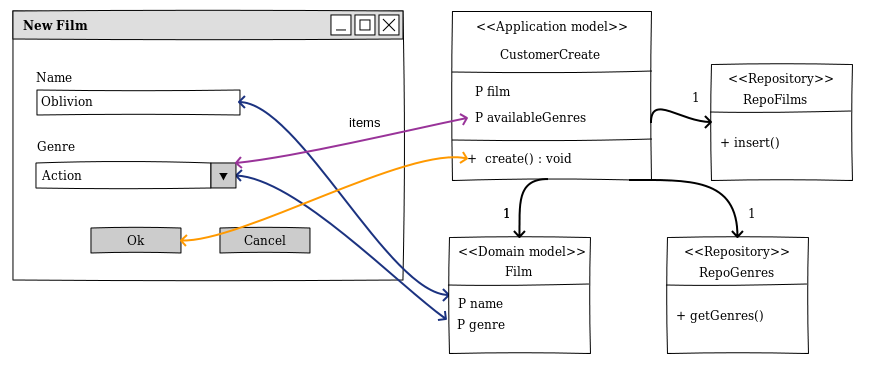 New Film
Name
Oblivion
Genre
Action
Ok
Cancel
items
<<Application model>>
CustomerCreate
P film
P availableGenres
+ create() : void
1
<<Repository>>
RepoFilms
+ insert()
1
<<Domain model>>
Film
P name
P genre
1
<<Repository>>
RepoGenres
+ getGenres()